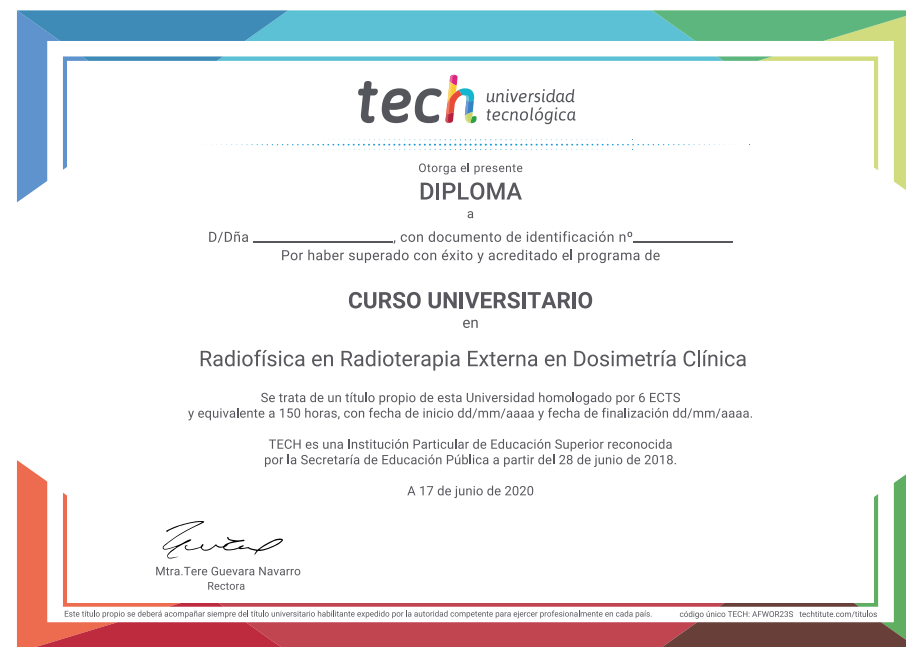 tech universidad
tecnológica
Otorga el presente
DIPLOMA
a
D/Dña ____________________, con documento de identificación nº______________
Por haber superado con éxito y acreditado el programa de
CURSO UNIVERSITARIO
en
Radiofísica en Radioterapia Externa en Dosimetría Clínica
Se trata de un título propio de esta Universidad homologado por 6 ECTS
y equivalente a 150 horas, con fecha de inicio dd/mm/aaaa y fecha de finalización dd/mm/aaaa.
TECH es una Institución Particular de Educación Superior reconocida
por la Secretaría de Educación Pública a partir del 28 de junio de 2018.
A 17 de junio de 2020
Mtra.Tere Guevara Navarro
Rectora
Este título propio se deberá acompañar siempre del título universitario habilitante expedido por la autoridad competente para ejercer profesionalmente en cada país. código único TECH: AFWOR23S techtitute.com/titulos